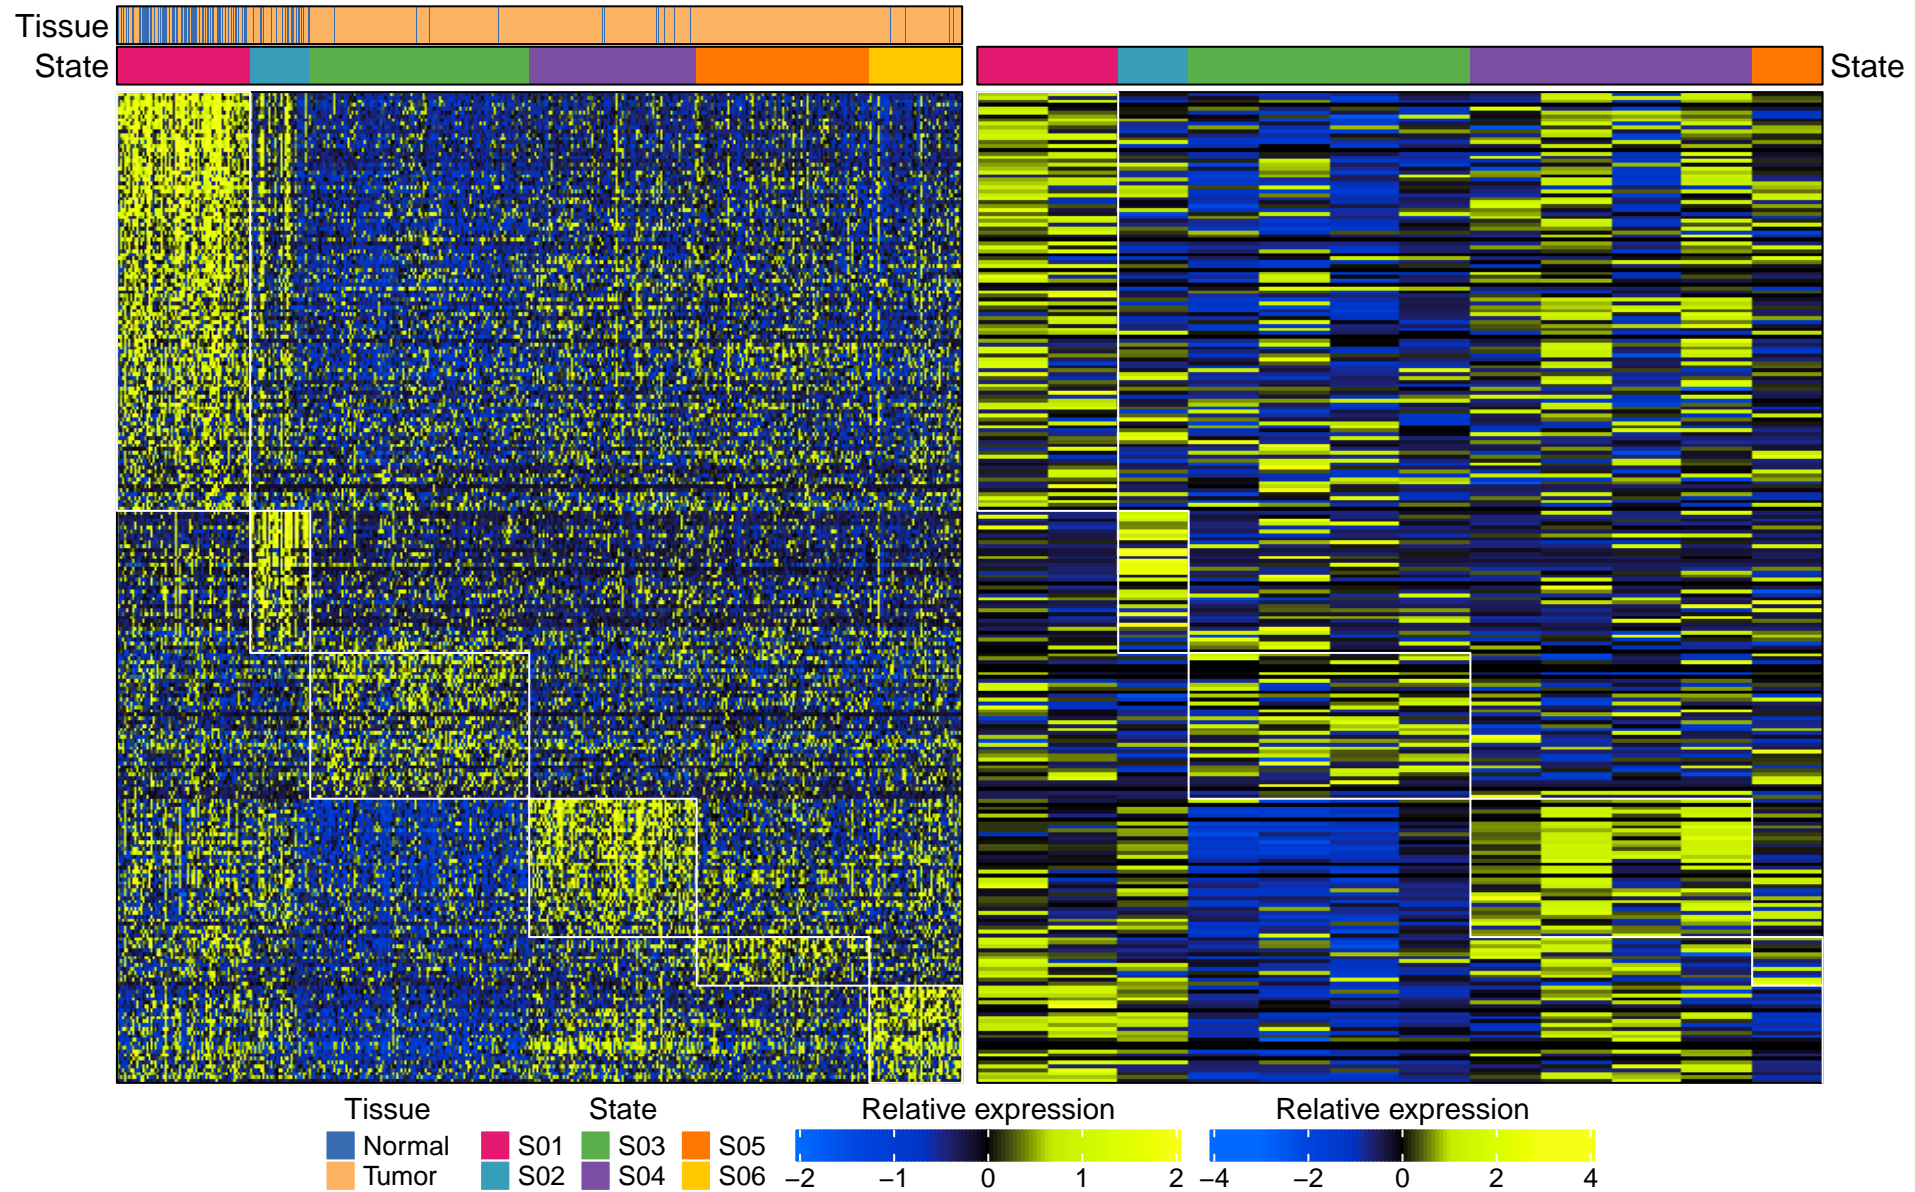 Tissue
State
State
Tissue State Relative expression Relative expression
Normal S01 S03 S05
Tumor S02 S04 S06
−2 −1 0 1 2 −4 −2 0 2 4